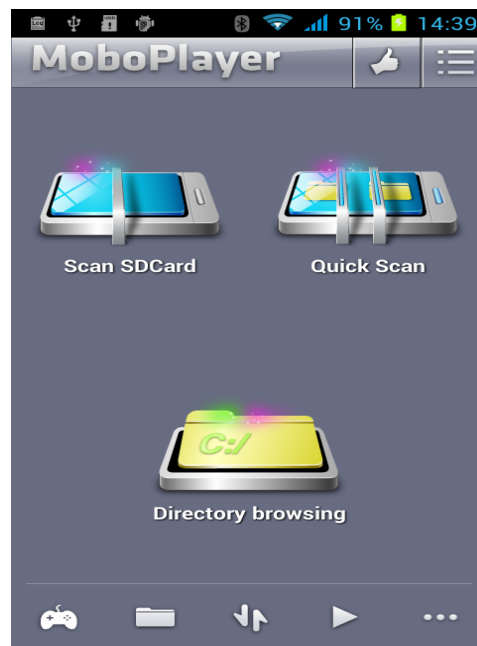 91% 14:39
MoboPlayer
Scan SDCard
Quick Scan
C:/
Directory browsing